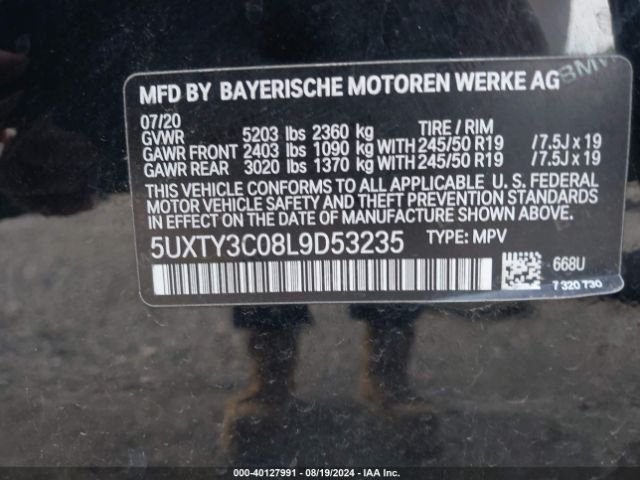 MFD BY BAYERISCHE MOTOREN WERKE AG
07/20
GVWR 5203 lbs 2360 kg TIRE / RIM
GAWR FRONT 2403 lbs 1090 kg WITH 245/50 R19 /7.5J x 19
GAWR REAR 3020 lbs 1370 kg WITH 245/50 R19 /7.5J x 19
THIS VEHICLE CONFORMS TO ALL APPLICABLE U.S. FEDERAL
MOTOR VEHICLE SAFETY AND THEFT PREVENTION STANDARDS
IN EFFECT ON THE DATE OF MANUFACTURE SHOWN ABOVE.
5UXTY3C08L9D53235 TYPE: MPV
668U
7 320 730
BMW
000-40127991 - 08/19/2024 - IAA Inc.